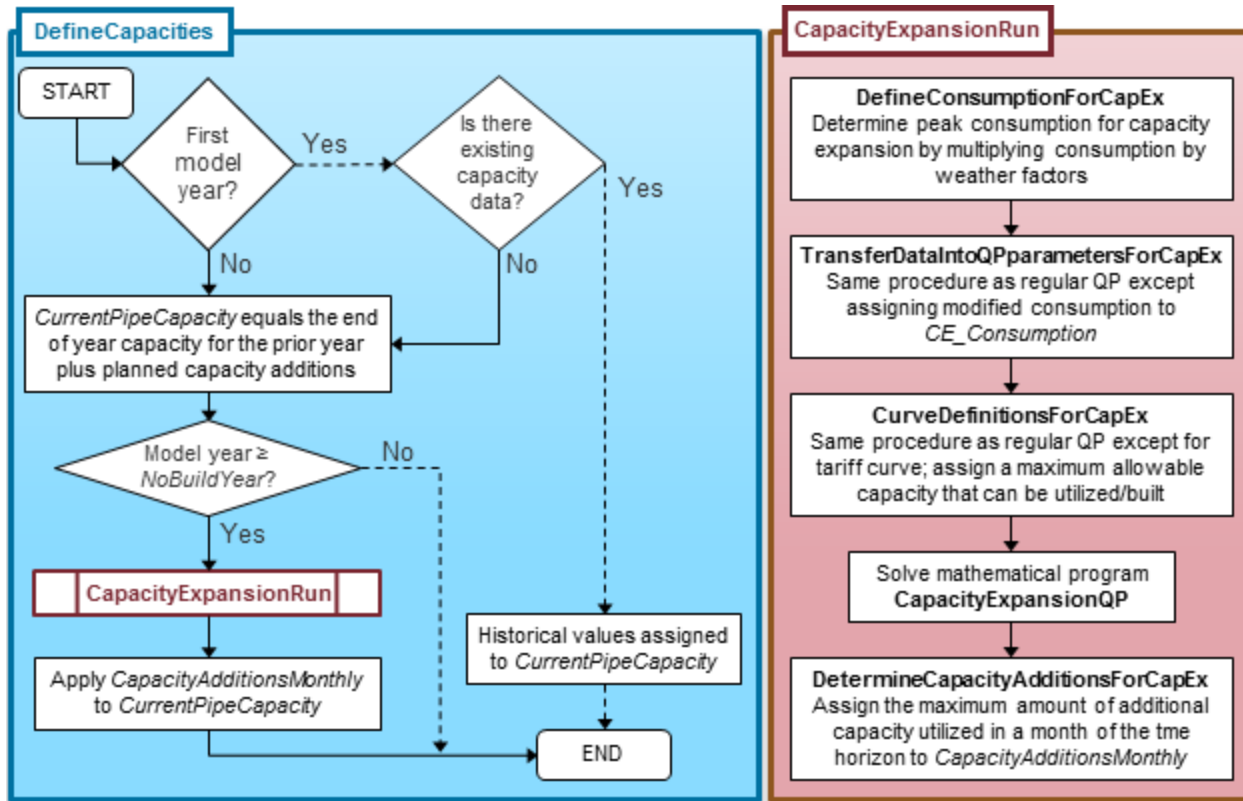 DefineCapacities
START
First
model
year?
Yes
Is there
existing
capacity
data?
Yes
No
No
CurrentPipeCapacity equals the end
of year capacity for the prior year
plus planned capacity additions
Model year ≥
NoBuildYear?
No
Yes
CapacityExpansionRun
Historical values assigned
to CurrentPipeCapacity
Apply CapacityAdditionsMonthly
to CurrentPipeCapacity
END
CapacityExpansionRun
DefineConsumptionForCapEx
Determine peak consumption for capacity
expansion by multiplying consumption by
weather factors
TransferDataIntoQPparametersForCapEx
Same procedure as regular QP except
assigning modified consumption to
CE_Consumption
CurveDefinitionsForCapEx
Same procedure as regular QP except for
tariff curve; assign a maximum allowable
capacity that can be utilized/built
Solve mathematical program
CapacityExpansionQP
DetermineCapacityAdditionsForCapEx
Assign the maximum amount of additional
capacity utilized in a month of the tme
horizon to CapacityAdditionsMonthly